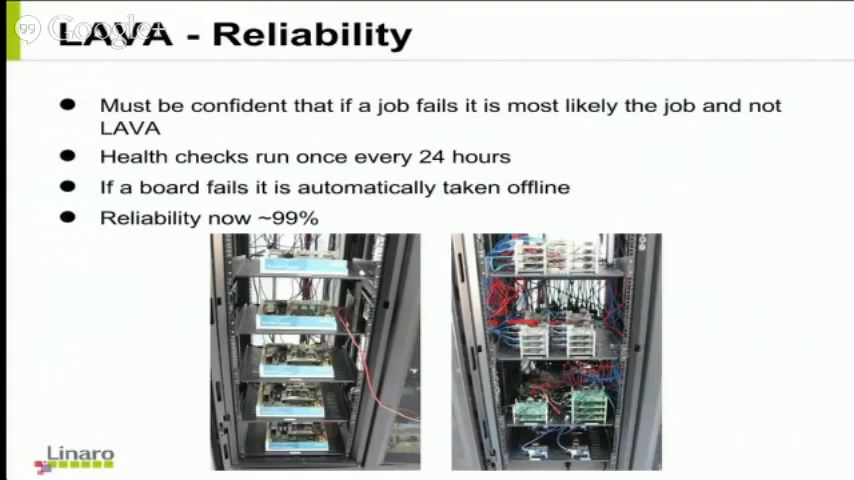 Google+
LAVA - Reliability
Must be confident that if a job fails it is most likely the job and not
LAVA
Health checks run once every 24 hours
If a board fails it is automatically taken offline
Reliability now ~99%
Linaro